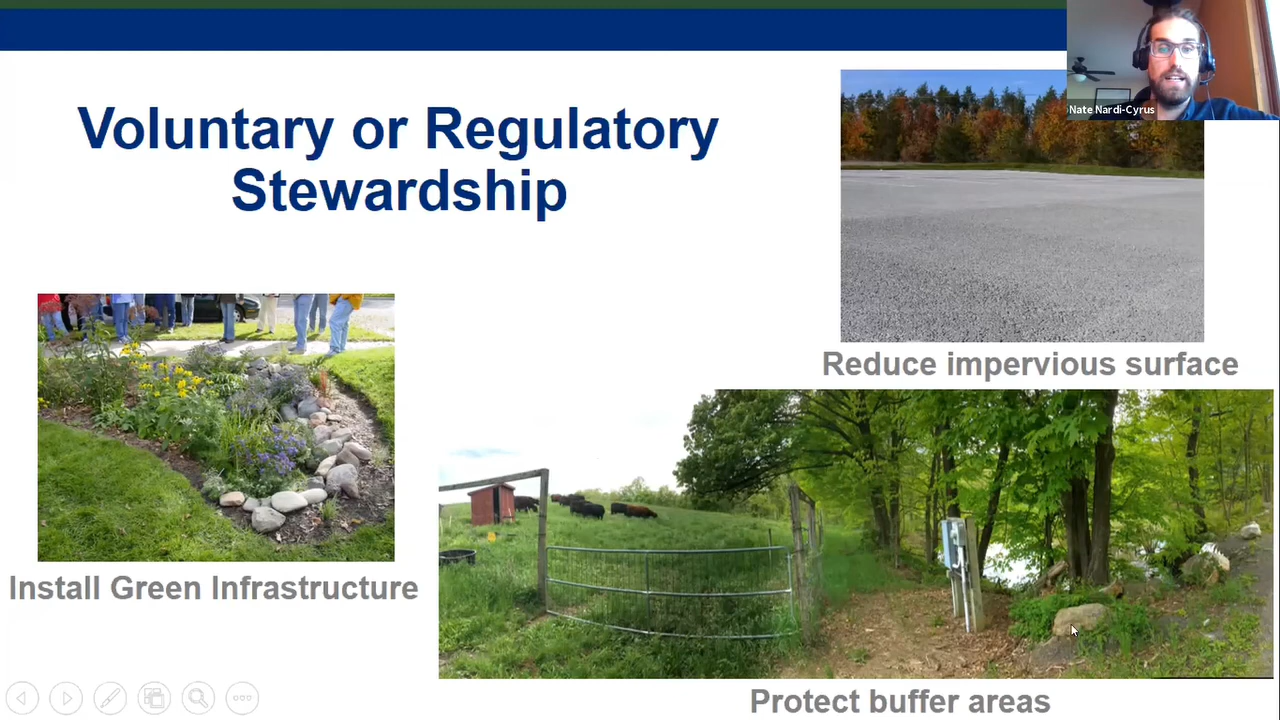 Voluntary or Regulatory
Stewardship
Nate Nardi-Cyrus
Reduce impervious surface
Install Green Infrastructure
Protect buffer areas